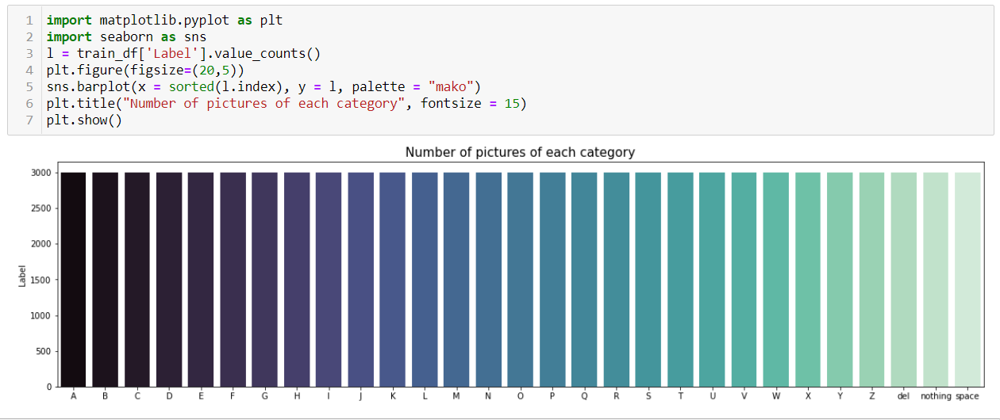 1 import matplotlib.pyplot as plt
2 import seaborn as sns
3 l = train_df['Label'].value_counts()
4 plt.figure(figsize=(20,5))
5 sns.barplot(x = sorted(l.index), y = l, palette = "mako")
6 plt.title("Number of pictures of each category", fontsize = 15)
7 plt.show()
Number of pictures of each category
3000
2500
2000
1500
1000
500
0
Label
A B C D E F G H I J K L M N O P Q R S T U V W X Y Z del nothing space